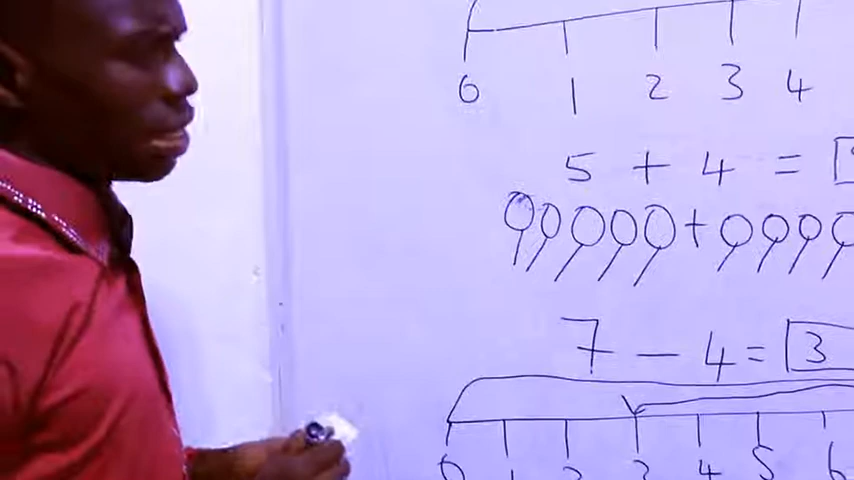 0 1 2 3 4
5 + 4 =
+
7 - 4 = 3
0 1 2 3 4 5 6